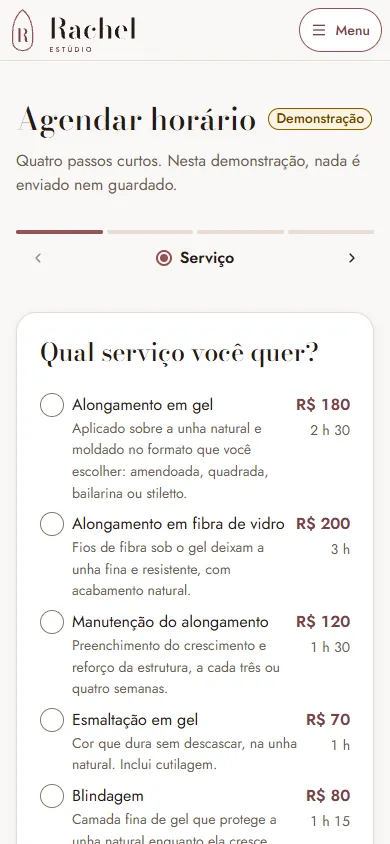 R Rachel
ESTÚDIO
Menu
Agendar horário Demonstração
Quatro passos curtos. Nesta demonstração, nada é
enviado nem guardado.
Serviço
Qual serviço você quer?
Alongamento em gel R$ 180
Aplicado sobre a unha natural e 2 h 30
moldado no formato que você
escolher: amendoada, quadrada,
bailarina ou stiletto.
Alongamento em fibra de vidro R$ 200
Fios de fibra sob o gel deixam a 3 h
unha fina e resistente, com
acabamento natural.
Manutenção do alongamento R$ 120
Preenchimento do crescimento e 1 h 30
reforço da estrutura, a cada três ou
quatro semanas.
Esmaltação em gel R$ 70
Cor que dura sem descascar, na unha 1 h
natural. Inclui cutilagem.
Blindagem R$ 80
Camada fina de gel que protege a 1 h 15
unha natural enquanto ela cresce